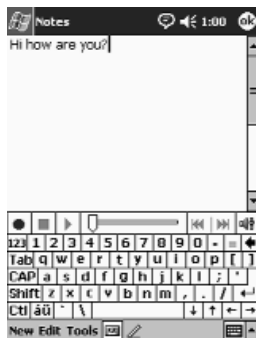 Notes 1:00 ok
Hi how are you?
123 1 2 3 4 5 6 7 8 9 0 - =
Tab q w e r t y u i o p [ ]
CAP a s d f g h j k l ; '
Shift z x c v b n m , . /
Ctl áü ` \
New Edit Tools